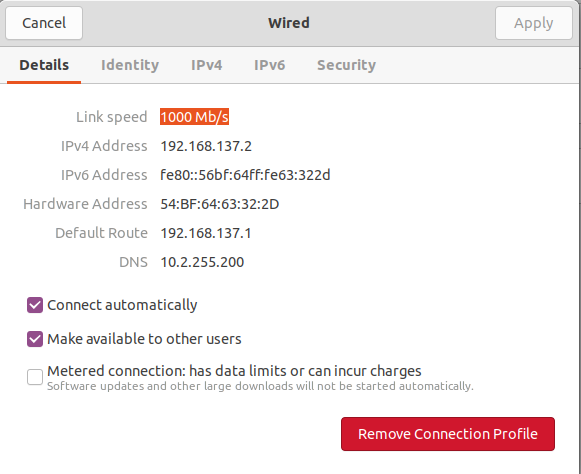 Cancel Wired Apply
Details Identity IPv4 IPv6 Security
Link speed 1000 Mb/s
IPv4 Address 192.168.137.2
IPv6 Address fe80::56bf:64ff:fe63:322d
Hardware Address 54:BF:64:63:32:2D
Default Route 192.168.137.1
DNS 10.2.255.200
Connect automatically
Make available to other users
Metered connection: has data limits or can incur charges
Software updates and other large downloads will not be started automatically.
Remove Connection Profile